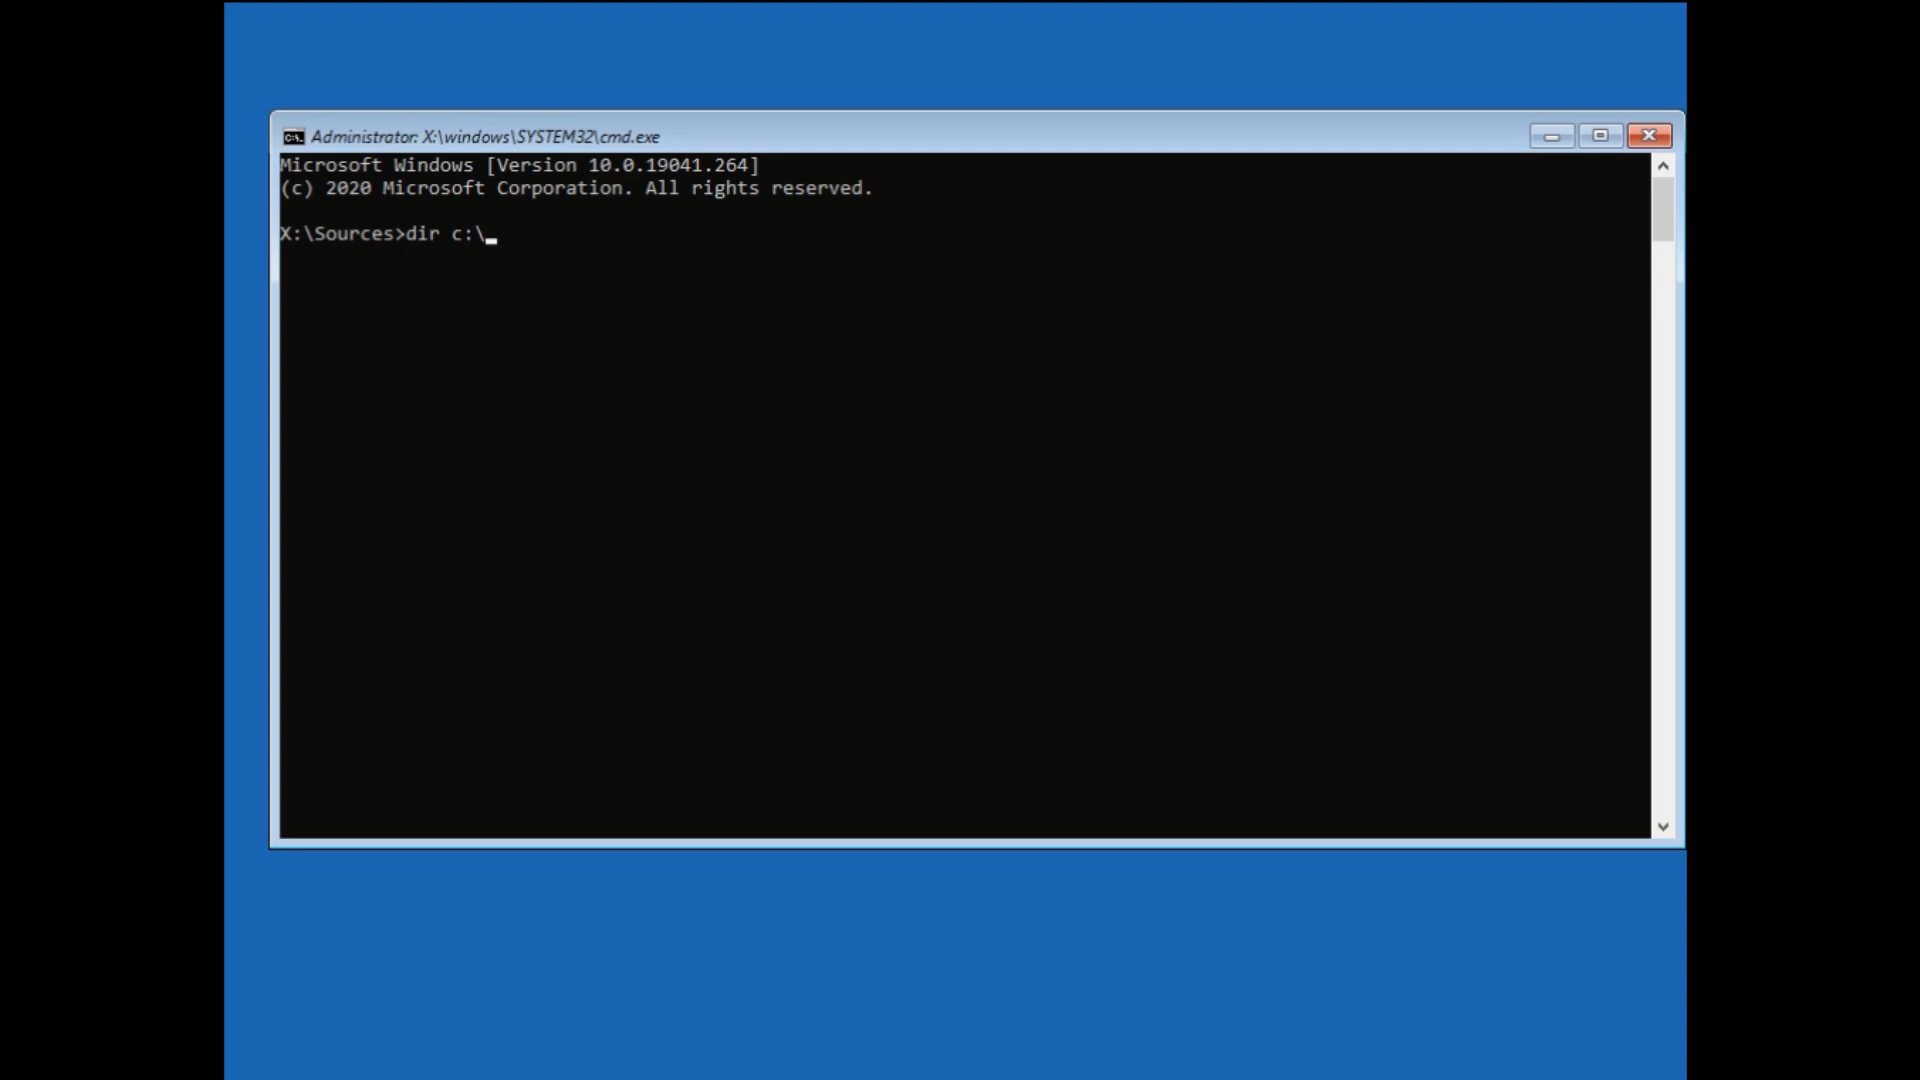 Administrator: X:\windows\SYSTEM32\cmd.exe
Microsoft Windows [Version 10.0.19041.264]
(c) 2020 Microsoft Corporation. All rights reserved.
X:\Sources>dir c:\